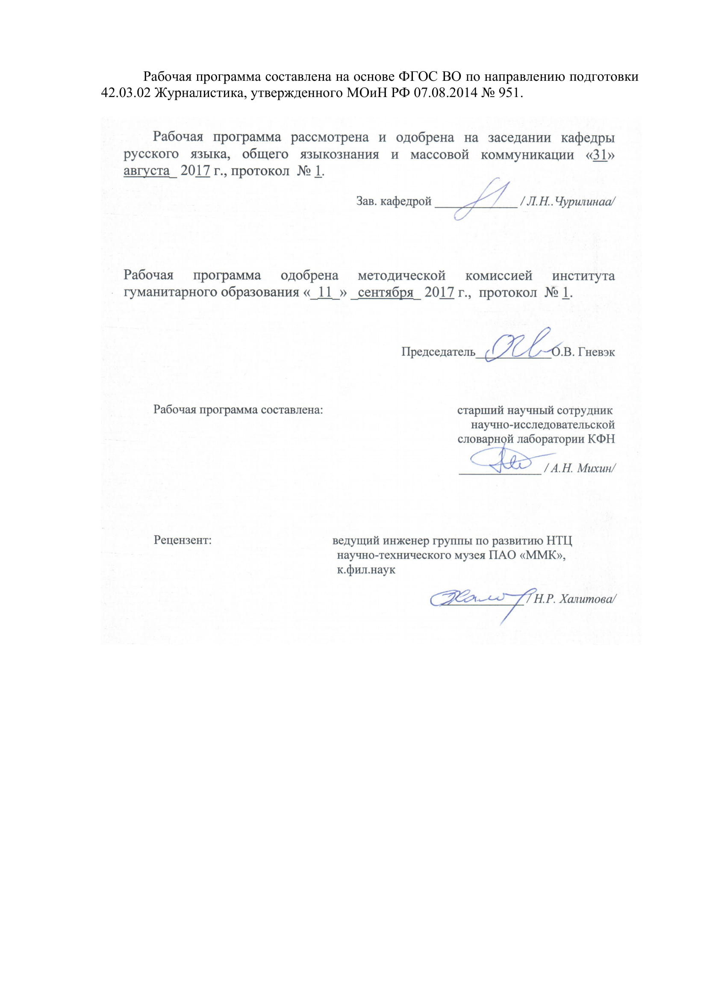 Рабочая программа составлена на основе ФГОС ВО по направлению подготовки
42.03.02 Журналистика, утвержденного МОиН РФ 07.08.2014 № 951.
Рабочая программа рассмотрена и одобрена на заседании кафедры
русского языка, общего языкознания и массовой коммуникации «31»
августа_ 2017 г., протокол № 1.
Зав. кафедрой ______________ / Л.Н..Чурилинаа/
Рабочая программа одобрена методической комиссией института
гуманитарного образования «_11_» _сентября_ 2017 г., протокол № 1.
Председатель_____________О.В. Гневэк
Рабочая программа составлена: старший научный сотрудник
научно-исследовательской
словарной лаборатории КФН
______________ / А.Н. Михин/
Рецензент: ведущий инженер группы по развитию НТЦ
научно-технического музея ПАО «ММК»,
к.фил.наук
______________ / Н.Р. Халитова/